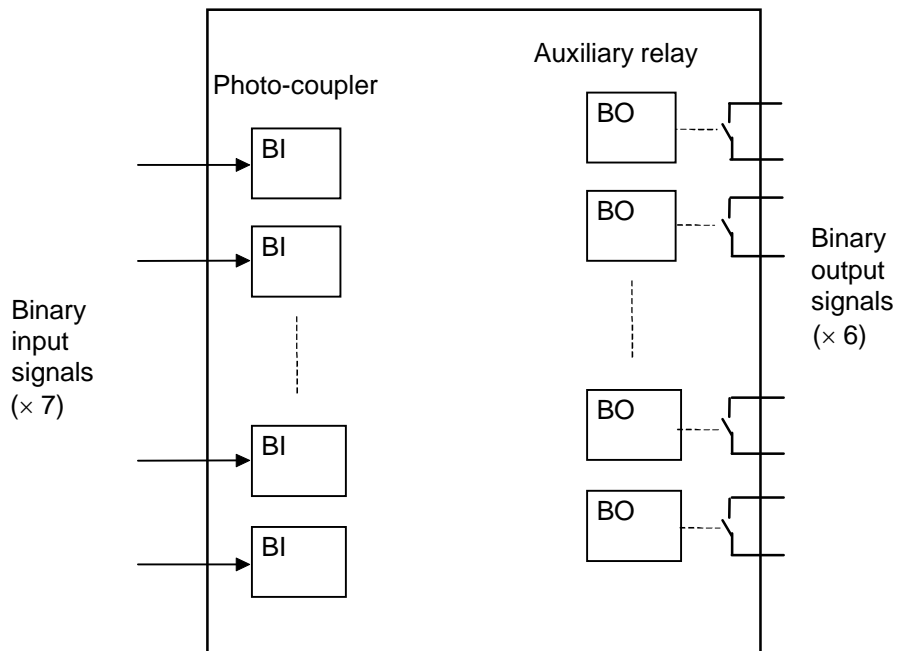 Auxiliary relay
Photo-coupler
BO
BI
BO
BI
Binary
output
signals
(× 6)
Binary
input
signals
(× 7)
BO
BI
BO
BI